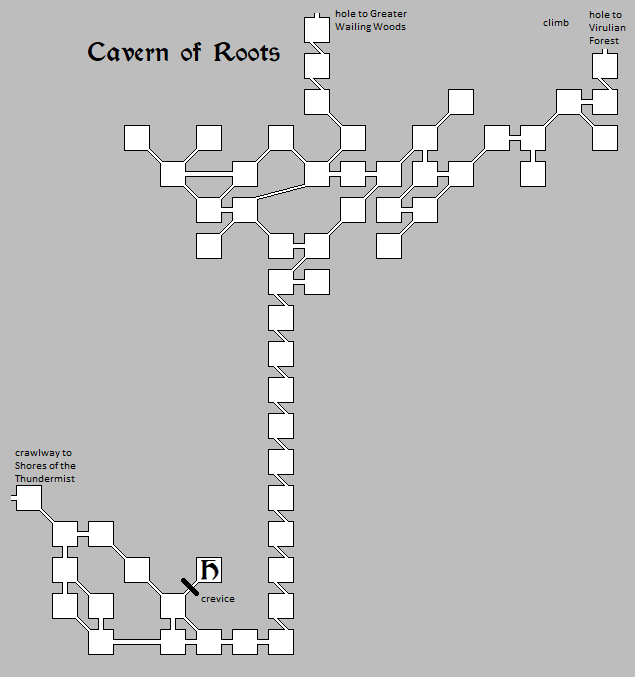 hole to Greater
Wailing Woods
climb
hole to
Virulian
Forest
Cavern of Roots
crawlway to
Shores of the
Thundermist
H
crevice